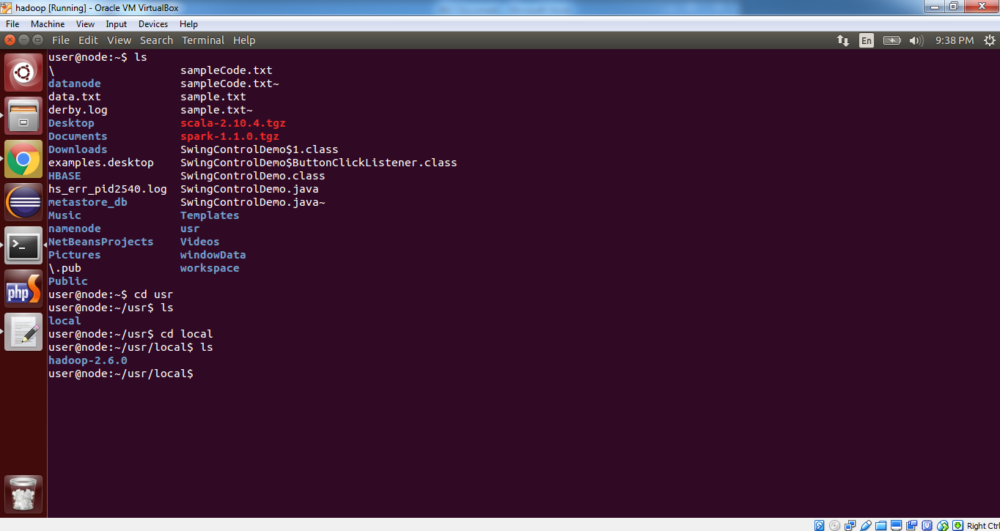 hadoop [Running] - Oracle VM VirtualBox
File Machine View Input Devices Help
File Edit View Search Terminal Help En 9:38 PM
user@node:~$ ls
\ sampleCode.txt
datanode sampleCode.txt~
data.txt sample.txt
derby.log sample.txt~
Desktop scala-2.10.4.tgz
Documents spark-1.1.0.tgz
Downloads SwingControlDemo$1.class
examples.desktop SwingControlDemo$ButtonClickListener.class
HBASE SwingControlDemo.class
hs_err_pid2540.log SwingControlDemo.java
metastore_db SwingControlDemo.java~
Music Templates
namenode usr
NetBeansProjects Videos
Pictures windowData
\.pub workspace
Public
user@node:~$ cd usr
user@node:~/usr$ ls
local
user@node:~/usr$ cd local
user@node:~/usr/local$ ls
hadoop-2.6.0
user@node:~/usr/local$
>_
php S
Right Ctrl